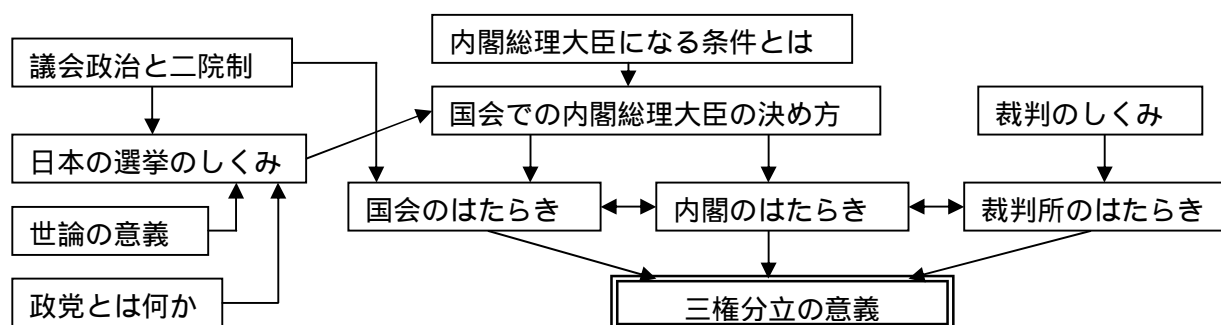 内閣総理大臣になる条件とは
議会政治と二院制
国会での内閣総理大臣の決め方
裁判のしくみ
日本の選挙のしくみ
国会のはたらき
内閣のはたらき
裁判所のはたらき
世論の意義
政党とは何か
三権分立の意義